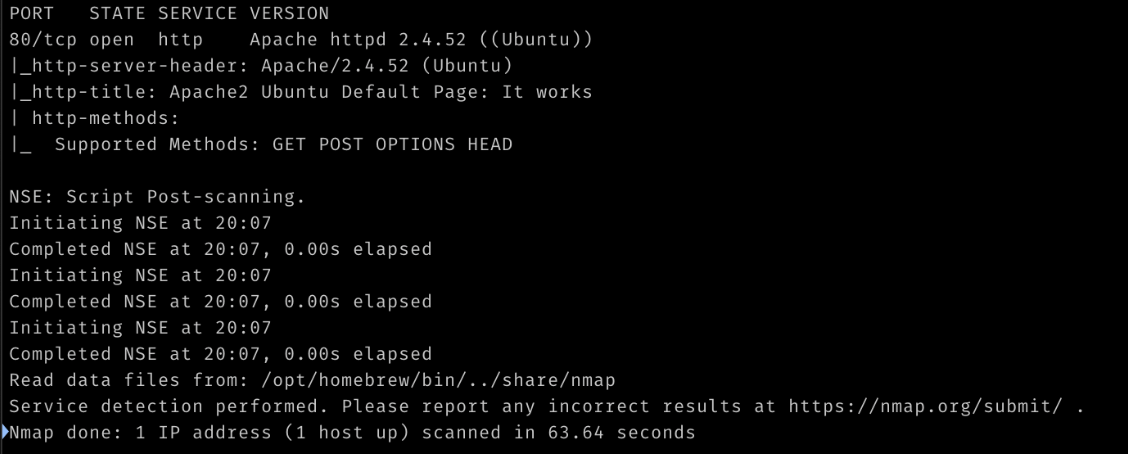 PORT   STATE SERVICE VERSION
80/tcp open  http    Apache httpd 2.4.52 ((Ubuntu))
|_http-server-header: Apache/2.4.52 (Ubuntu)
|_http-title: Apache2 Ubuntu Default Page: It works
| http-methods:
|_  Supported Methods: GET POST OPTIONS HEAD

NSE: Script Post-scanning.
Initiating NSE at 20:07
Completed NSE at 20:07, 0.00s elapsed
Initiating NSE at 20:07
Completed NSE at 20:07, 0.00s elapsed
Initiating NSE at 20:07
Completed NSE at 20:07, 0.00s elapsed
Read data files from: /opt/homebrew/bin/../share/nmap
Service detection performed. Please report any incorrect results at https://nmap.org/submit/ .
Nmap done: 1 IP address (1 host up) scanned in 63.64 seconds